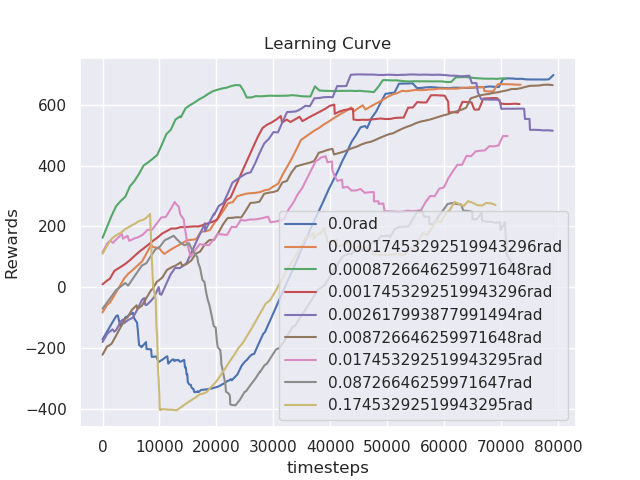 Learning Curve
Rewards
600
400
200
0
−200
−400
0.0rad
0.00017453292519943296rad
0.0008726646259971648rad
0.0017453292519943296rad
0.002617993877991494rad
0.008726646259971648rad
0.017453292519943295rad
0.08726646259971647rad
0.17453292519943295rad
0 10000 20000 30000 40000 50000 60000 70000 80000
timesteps